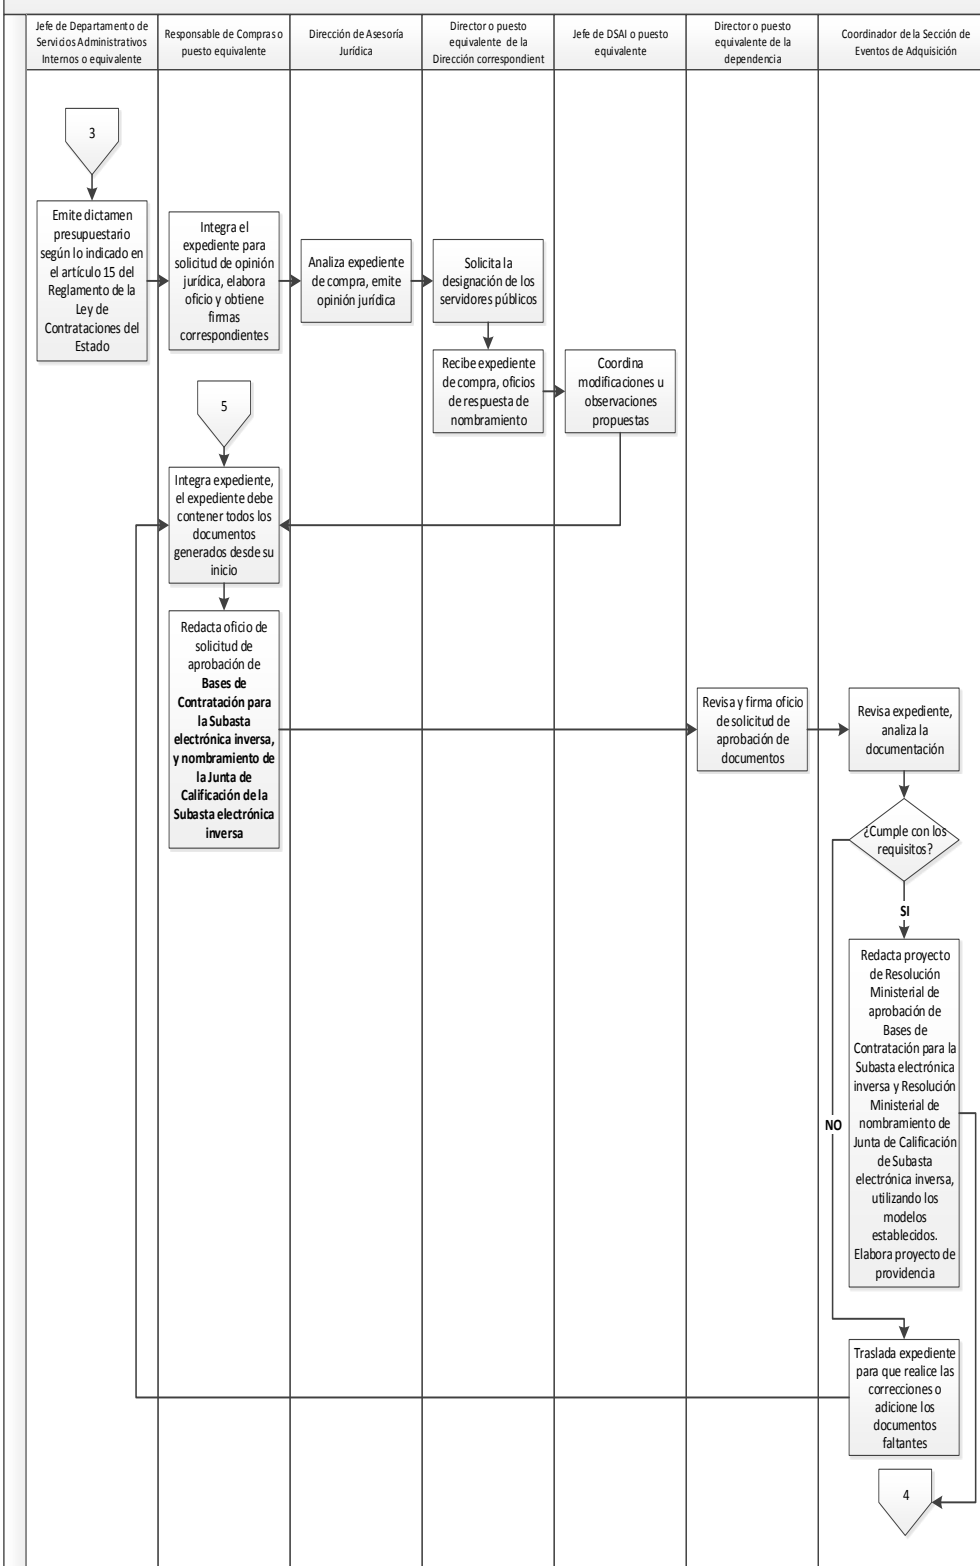 Jefe de Departamento de
Servicios Administrativos
Internos o equivalente
Responsable de Compras o
puesto equivalente
Dirección de Asesoría
Jurídica
Director o puesto
equivalente de la
Dirección correspondient
Jefe de DSAI o puesto
equivalente
Director o puesto
equivalente de la
dependencia
Coordinador de la Sección de
Eventos de Adquisición
3
Emite dictamen
presupuestario
según lo indicado en
el artículo 15 del
Reglamento de la
Ley de
Contrataciones del
Estado
Integra el
expediente para
solicitud de opinión
jurídica, elabora
oficio y obtiene
firmas
correspondientes
Analiza expediente
de compra, emite
opinión jurídica
Solicita la
designación de los
servidores públicos
Recibe expediente
de compra, oficios
de respuesta de
nombramiento
Coordina
modificaciones u
observaciones
propuestas
5
Integra expediente,
el expediente debe
contener todos los
documentos
generados desde su
inicio
Redacta oficio de
solicitud de
aprobación de
Bases de
Contratación para
la Subasta
electrónica inversa,
y nombramiento de
la Junta de
Calificación de la
Subasta electrónica
inversa
Revisa y firma oficio
de solicitud de
aprobación de
documentos
Revisa expediente,
analiza la
documentación
¿Cumple con los
requisitos?
SI
Redacta proyecto
de Resolución
Ministerial de
aprobación de
Bases de
Contratación para la
Subasta electrónica
inversa y Resolución
Ministerial de
nombramiento de
Junta de Calificación
de Subasta
electrónica inversa,
utilizando los
modelos
establecidos.
Elabora proyecto de
providencia
NO
Traslada expediente
para que realice las
correcciones o
adicione los
documentos
faltantes
4